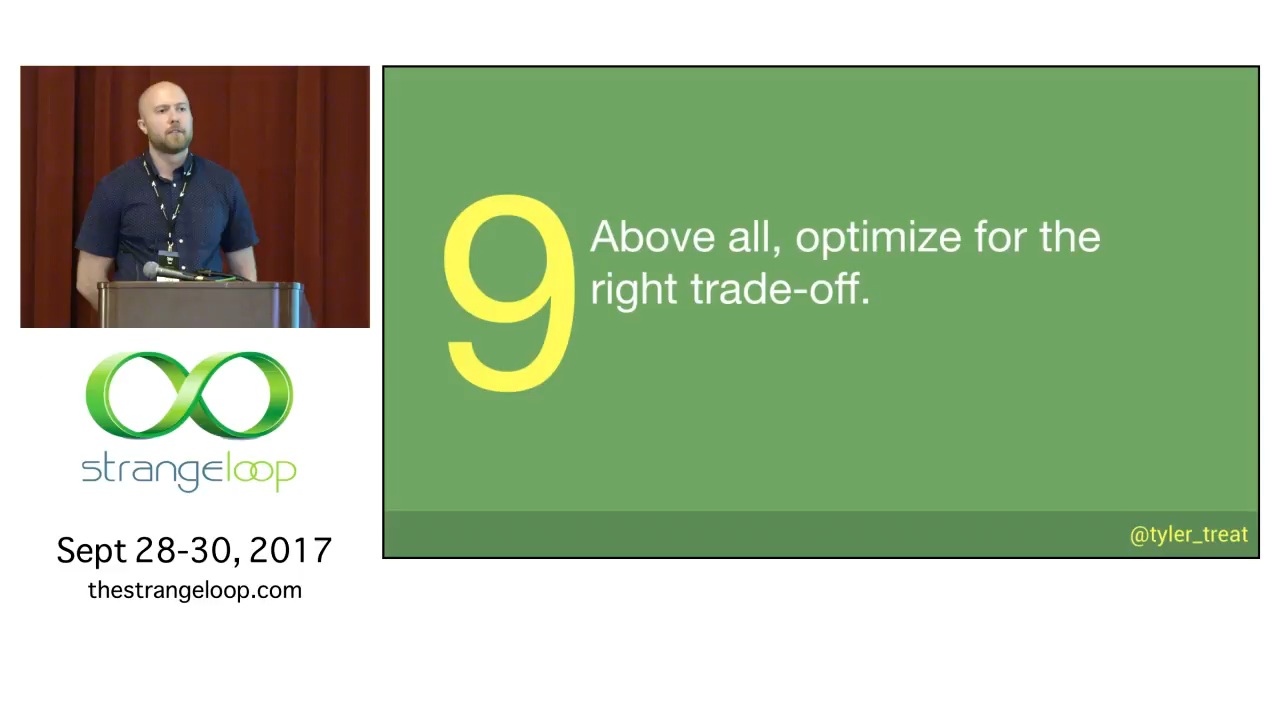 9
Above all, optimize for the
right trade-off.
@tyler_treat
strangeloop
Sept 28-30, 2017
thestrangeloop.com